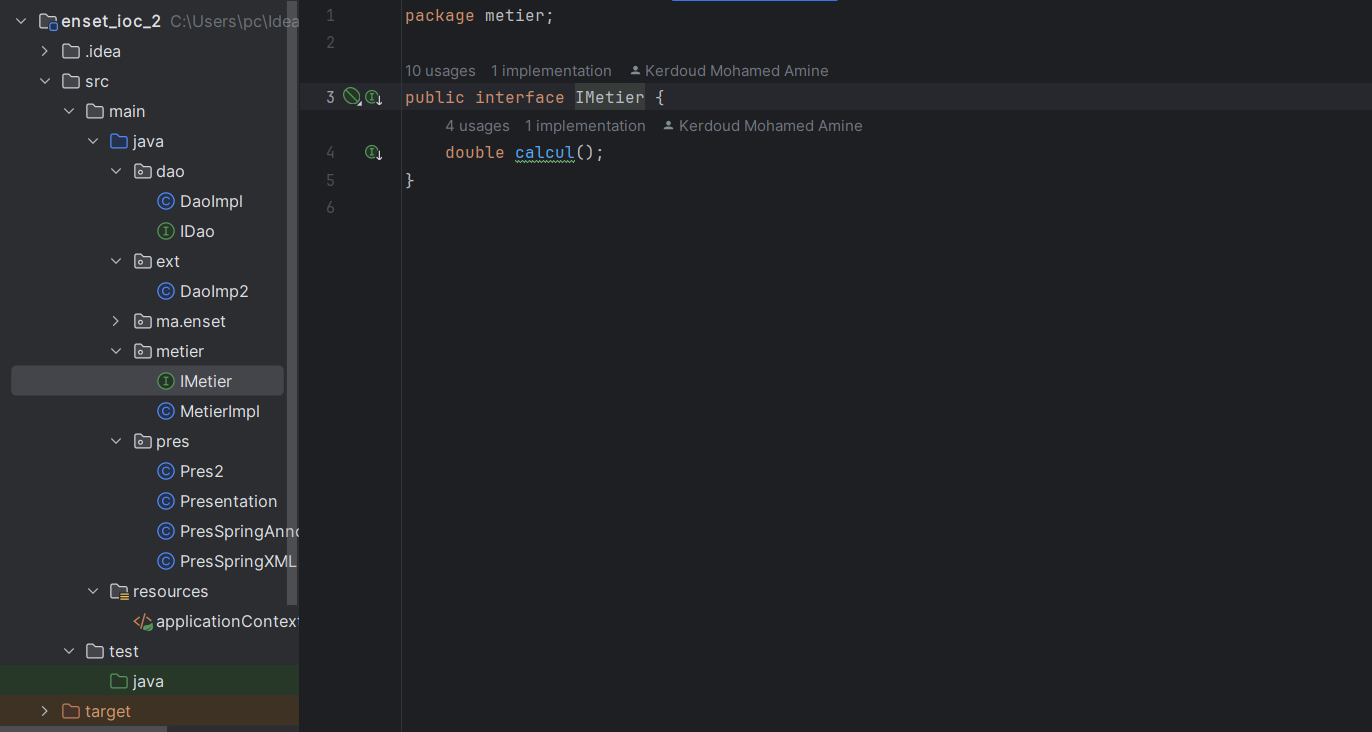 enset_ioc_2 C:\Users\pc\Idea
.idea
src
main
java
dao
DaoImpl
IDao
ext
DaoImp2
ma.enset
metier
IMetier
MetierImpl
pres
Pres2
Presentation
PresSpringAnno
PresSpringXML
resources
applicationContext
test
java
target
1 package metier;
2
10 usages 1 implementation Kerdoud Mohamed Amine
3 public interface IMetier {
4 usages 1 implementation Kerdoud Mohamed Amine
4 double calcul();
5 }
6